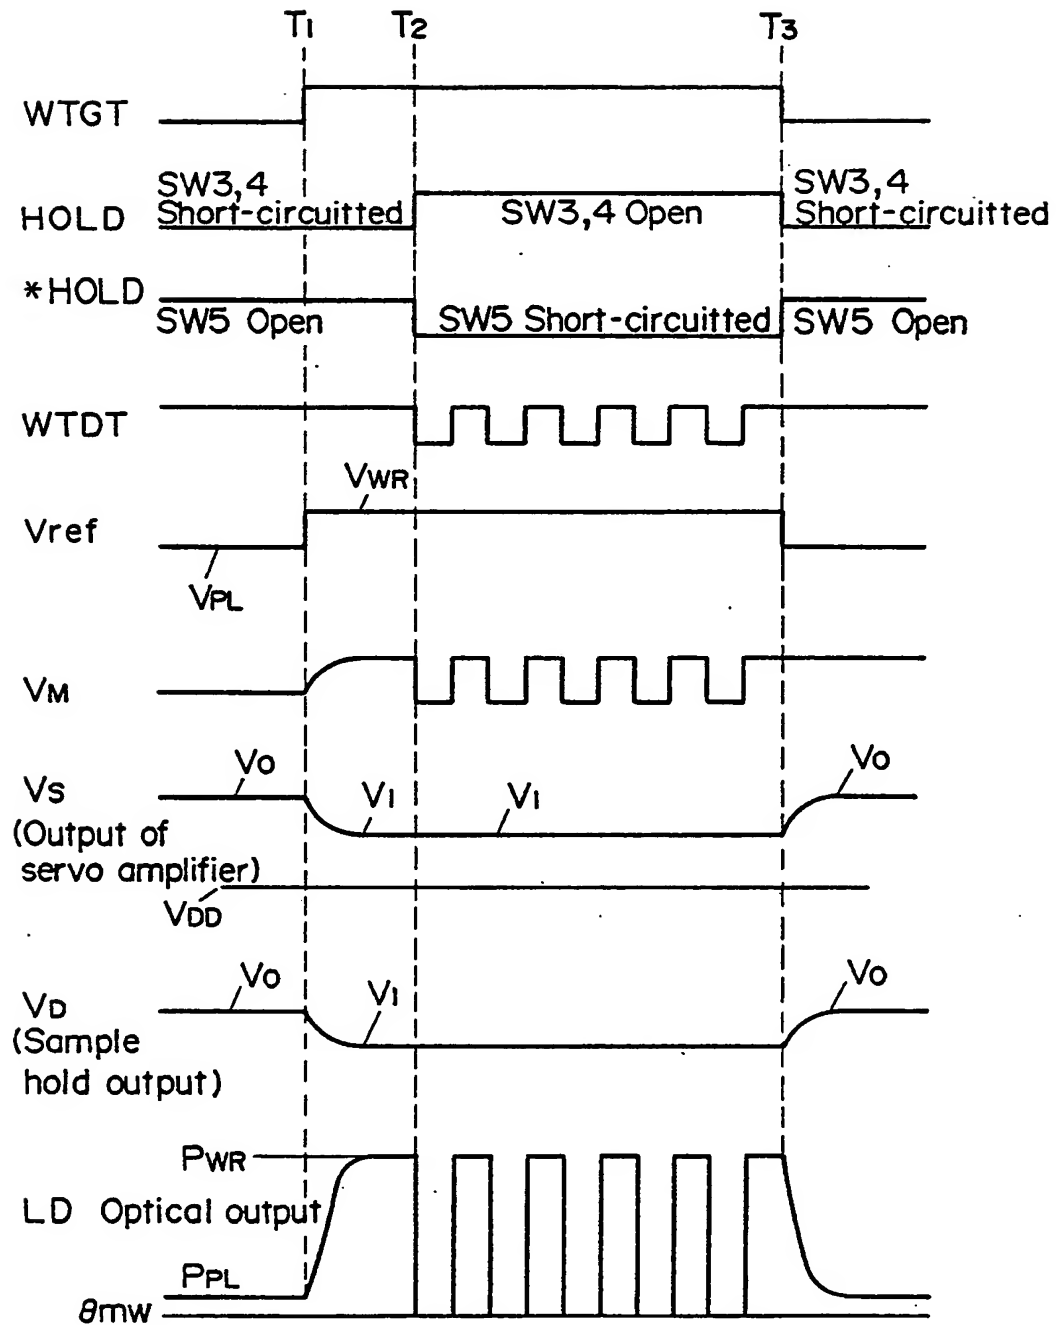 T1 T2 T3
WTGT
SW3,4 SW3,4
HOLD Short-circuitted SW3,4 Open Short-circuitted
*HOLD
SW5 Open SW5 Short-circuitted SW5 Open
WTDT
VWR
Vref
VPL
VM
VO VO
VS V1 V1
(Output of
servo amplifier)
VDD
VO VO
VD V1
(Sample
hold output)
PWR
LD Optical output
PPL
θmw